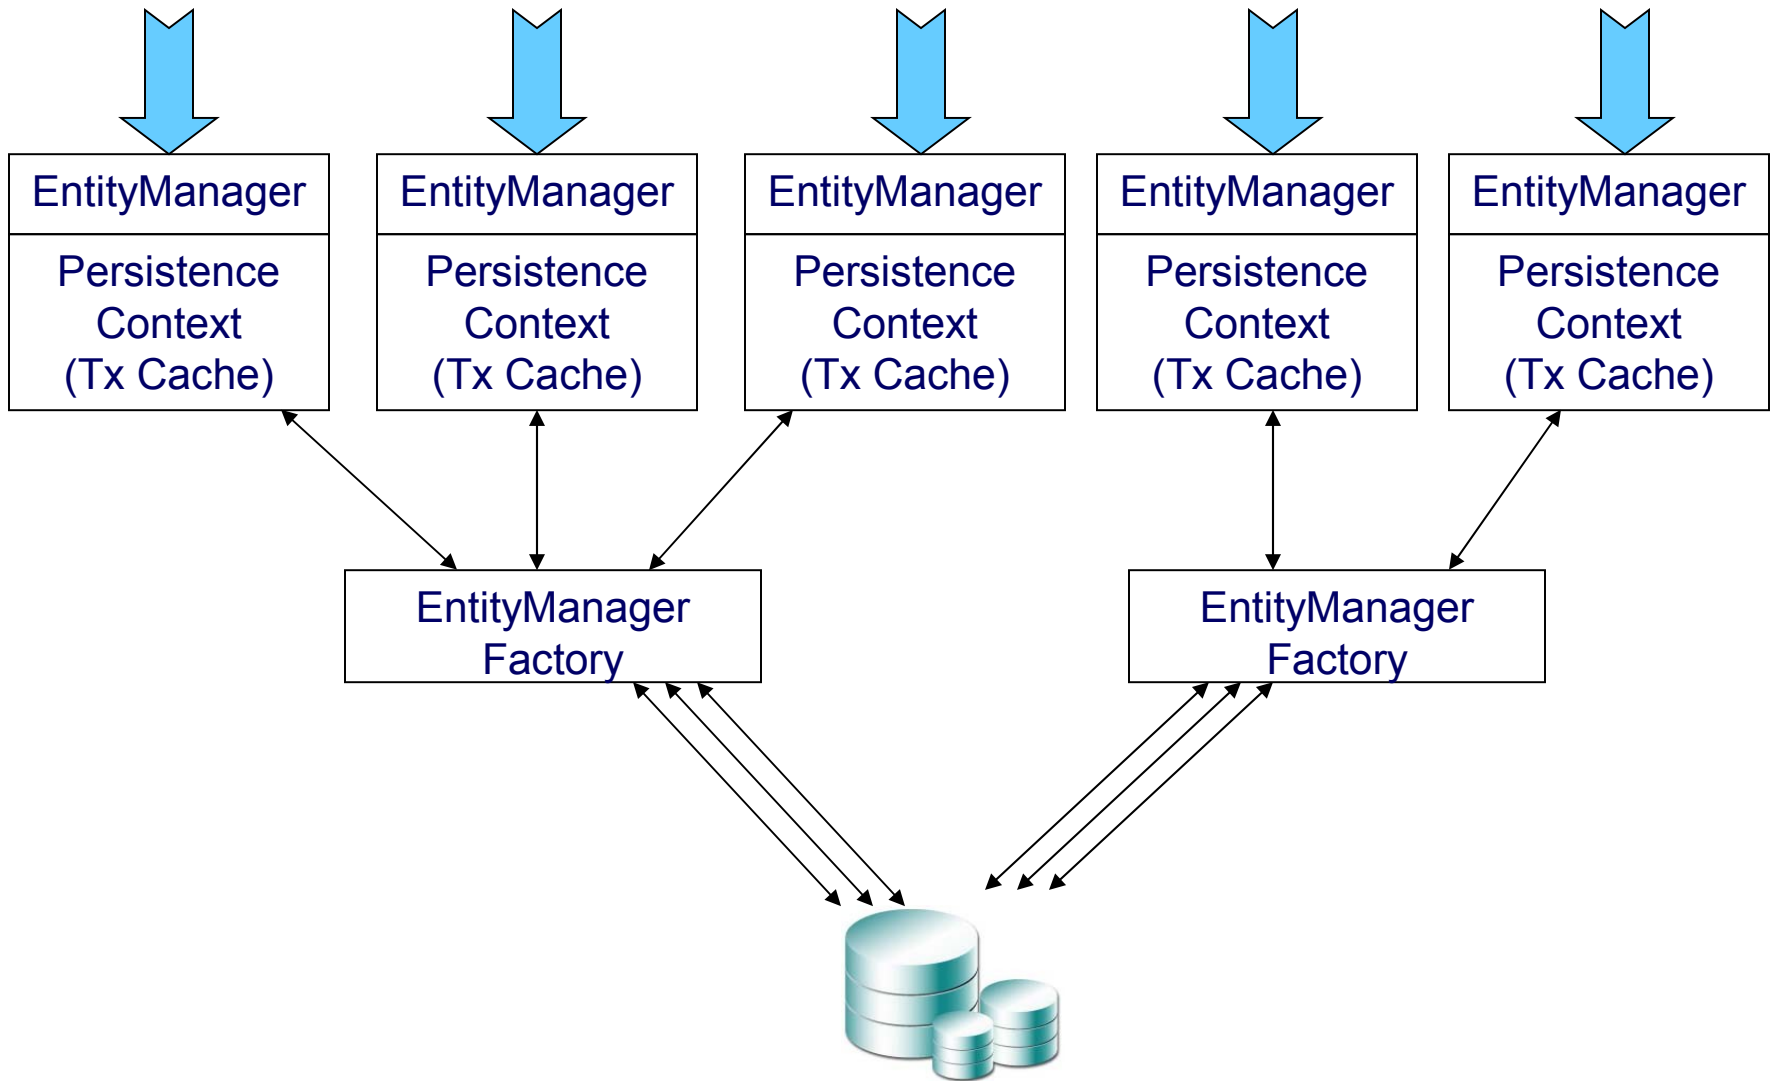 EntityManager
Persistence
Context
(Tx Cache)
EntityManager
Persistence
Context
(Tx Cache)
EntityManager
Persistence
Context
(Tx Cache)
EntityManager
Persistence
Context
(Tx Cache)
EntityManager
Persistence
Context
(Tx Cache)
EntityManager
Factory
EntityManager
Factory